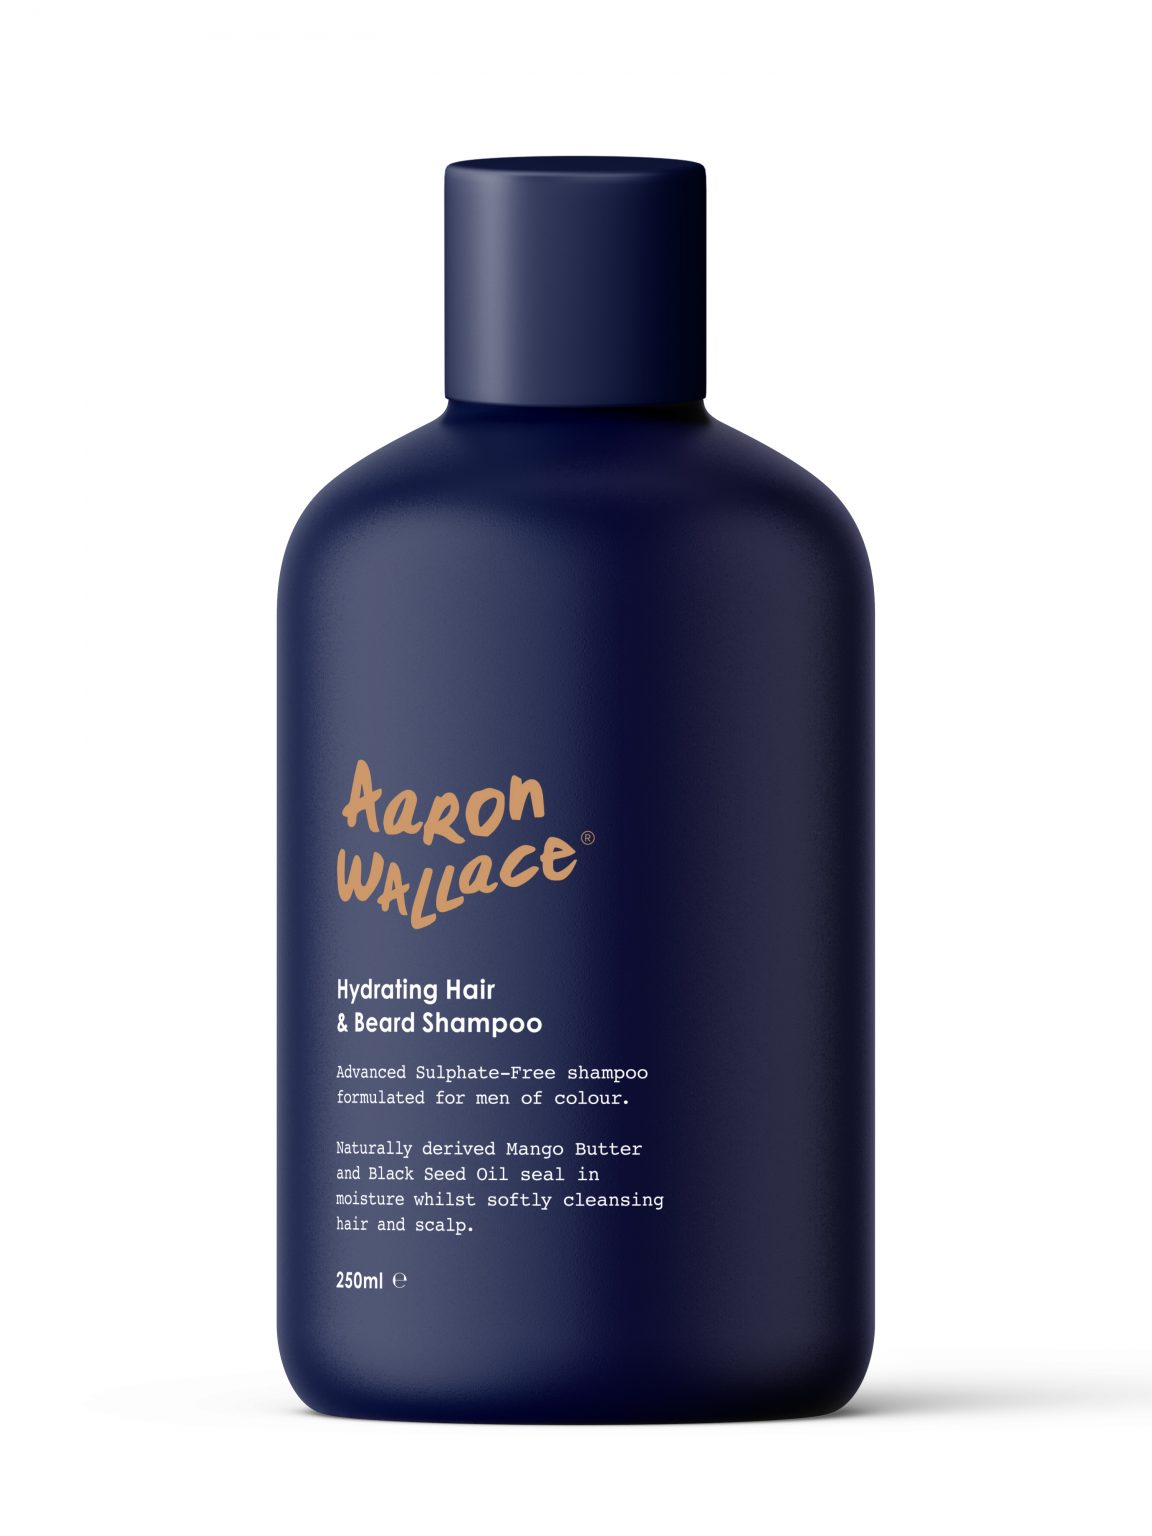 Aaron
Wallace®
Hydrating Hair
& Beard Shampoo
Advanced Sulphate-Free shampoo
formulated for men of colour.
Naturally derived Mango Butter
and Black Seed Oil seal in
moisture whilst softly cleansing
hair and scalp.
250ml ℮